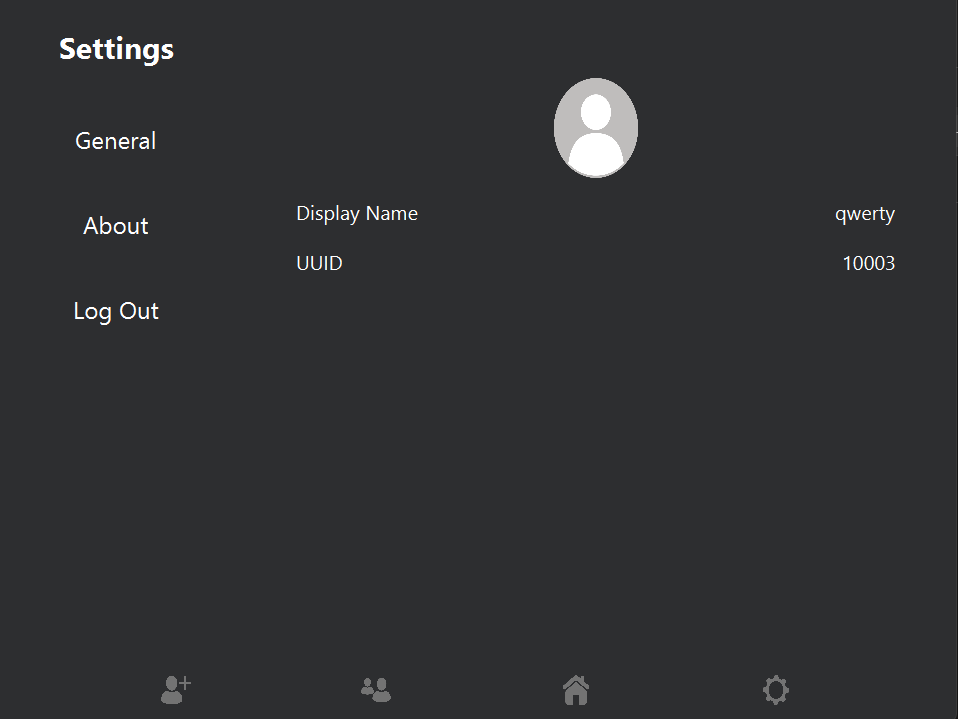 Settings
General
About
Log Out
Display Name qwerty
UUID 10003